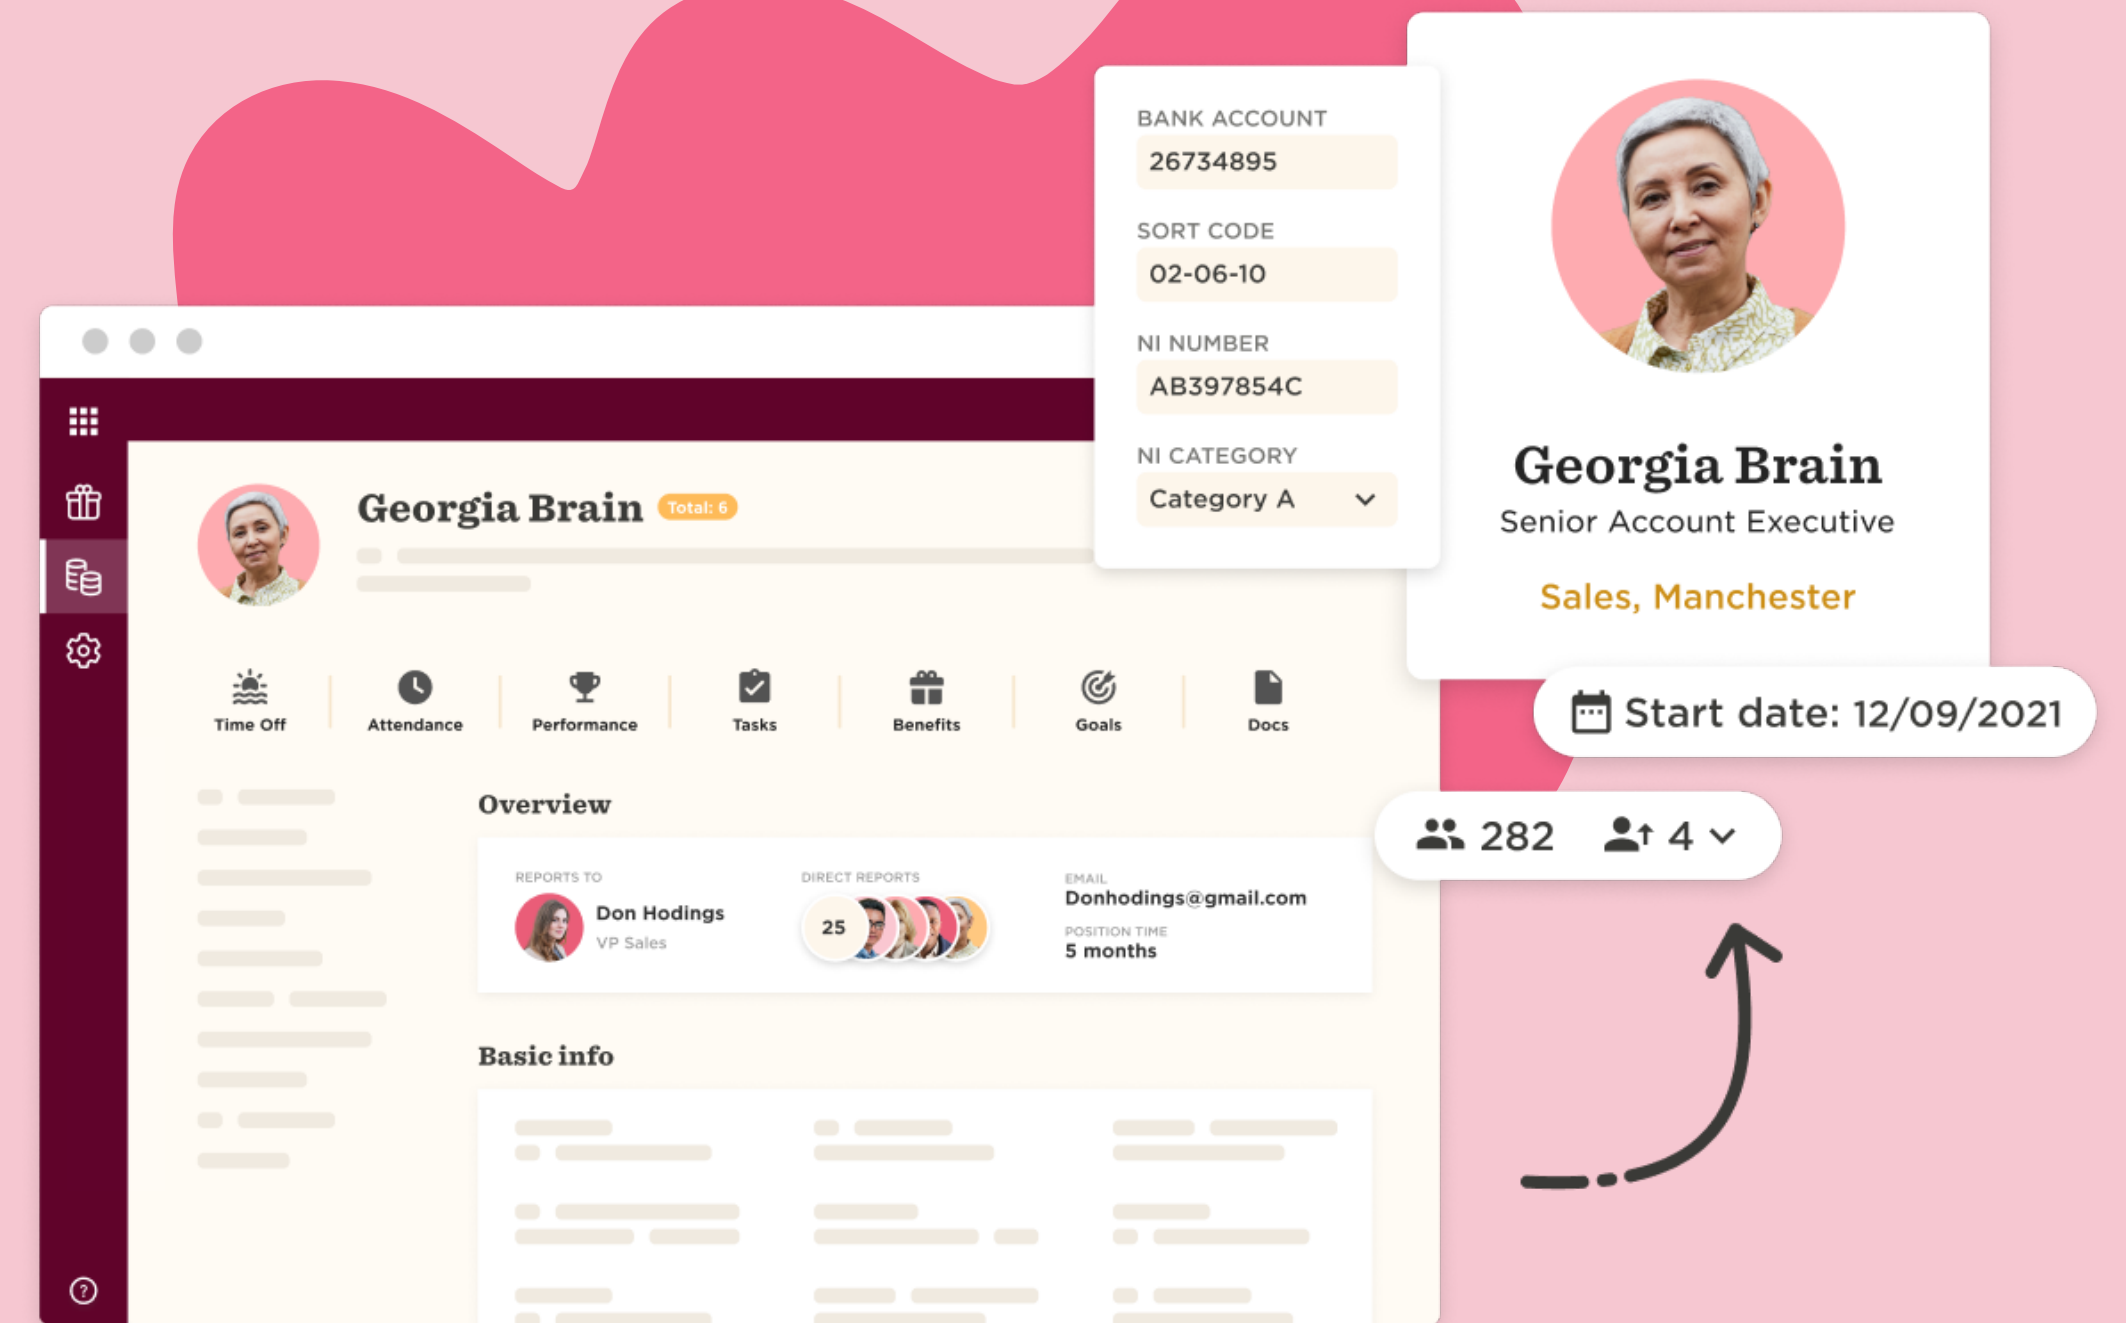 BANK ACCOUNT
26734895
SORT CODE
02-06-10
NI NUMBER
AB397854C
NI CATEGORY
Category A
Georgia Brain
Senior Account Executive
Sales, Manchester
Start date: 12/09/2021
282 4
Georgia Brain Total: 6
Time Off Attendance Performance Tasks Benefits Goals Docs
Overview
REPORTS TO
Don Hodings
VP Sales
DIRECT REPORTS
25
EMAIL
Donhodings@gmail.com
POSITION TIME
5 months
Basic info
?